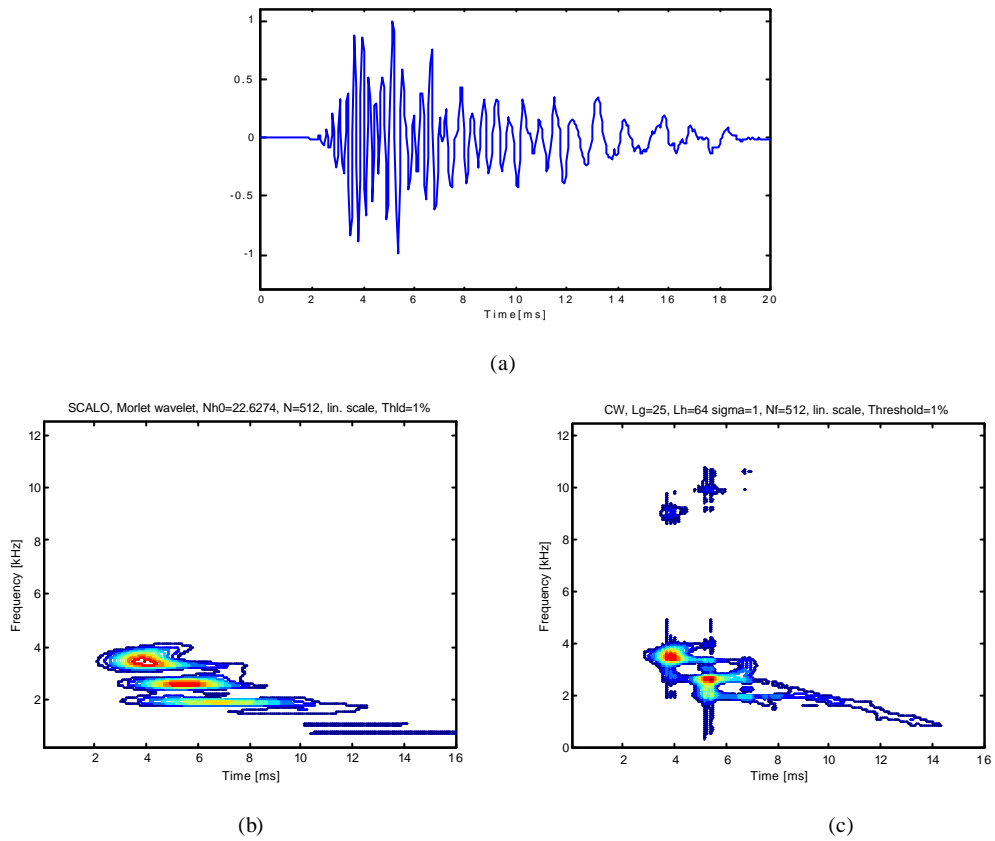 1
0.5
0
-0.5
-1
0 2 4 6 8 10 12 14 16 18 20
Time[ms]
(a)
SCALO, Morlet wavelet, Nh0=22.6274, N=512, lin. scale, Thld=1%
12
10
8
6
4
2
Frequency [kHz]
2 4 6 8 10 12 14 16
Time [ms]
(b)
CW, Lg=25, Lh=64 sigma=1, Nf=512, lin. scale, Threshold=1%
12
10
8
6
4
2
0
Frequency [kHz]
2 4 6 8 10 12 14 16
Time [ms]
(c)